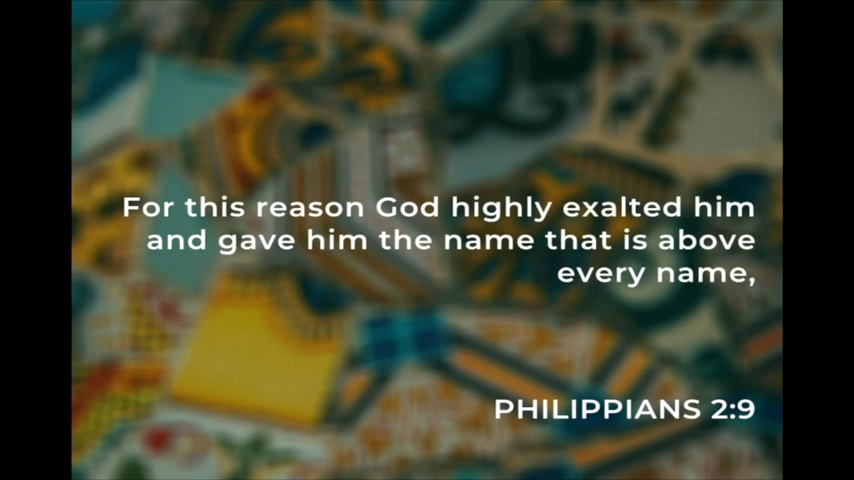 For this reason God highly exalted him
and gave him the name that is above
every name,
PHILIPPIANS 2:9